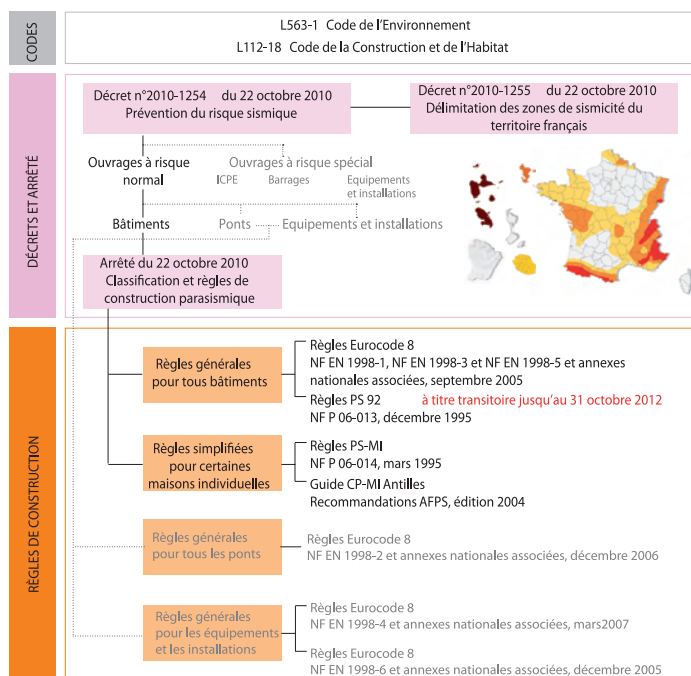 CODES
L563-1 Code de l'Environnement
L112-18 Code de la Construction et de l'Habitat
DÉCRETS ET ARRÊTÉ
Décret n°2010-1254 du 22 octobre 2010
Prévention du risque sismique
Décret n°2010-1255 du 22 octobre 2010
Délimitation des zones de sismicité du
territoire français
Ouvrages à risque
normal
Ouvrages à risque spécial
ICPE Barrages Equipements
et installations
Bâtiments
Ponts
Equipements et installations
Arrêté du 22 octobre 2010
Classification et règles de
construction parasismique
RÈGLES DE CONSTRUCTION
Règles générales
pour tous bâtiments
Règles Eurocode 8
NF EN 1998-1, NF EN 1998-3 et NF EN 1998-5 et annexes
nationales associées, septembre 2005
Règles PS 92 à titre transitoire jusqu'au 31 octobre 2012
NF P 06-013, décembre 1995
Règles simplifiées
pour certaines
maisons individuelles
Règles PS-MI
NF P 06-014, mars 1995
Guide CP-MI Antilles
Recommandations AFPS, édition 2004
Règles générales
pour tous les ponts
Règles Eurocode 8
NF EN 1998-2 et annexes nationales associées, décembre 2006
Règles générales
pour les équipements
et les installations
Règles Eurocode 8
NF EN 1998-4 et annexes nationales associées, mars2007
Règles Eurocode 8
NF EN 1998-6 et annexes nationales associées, décembre 2005